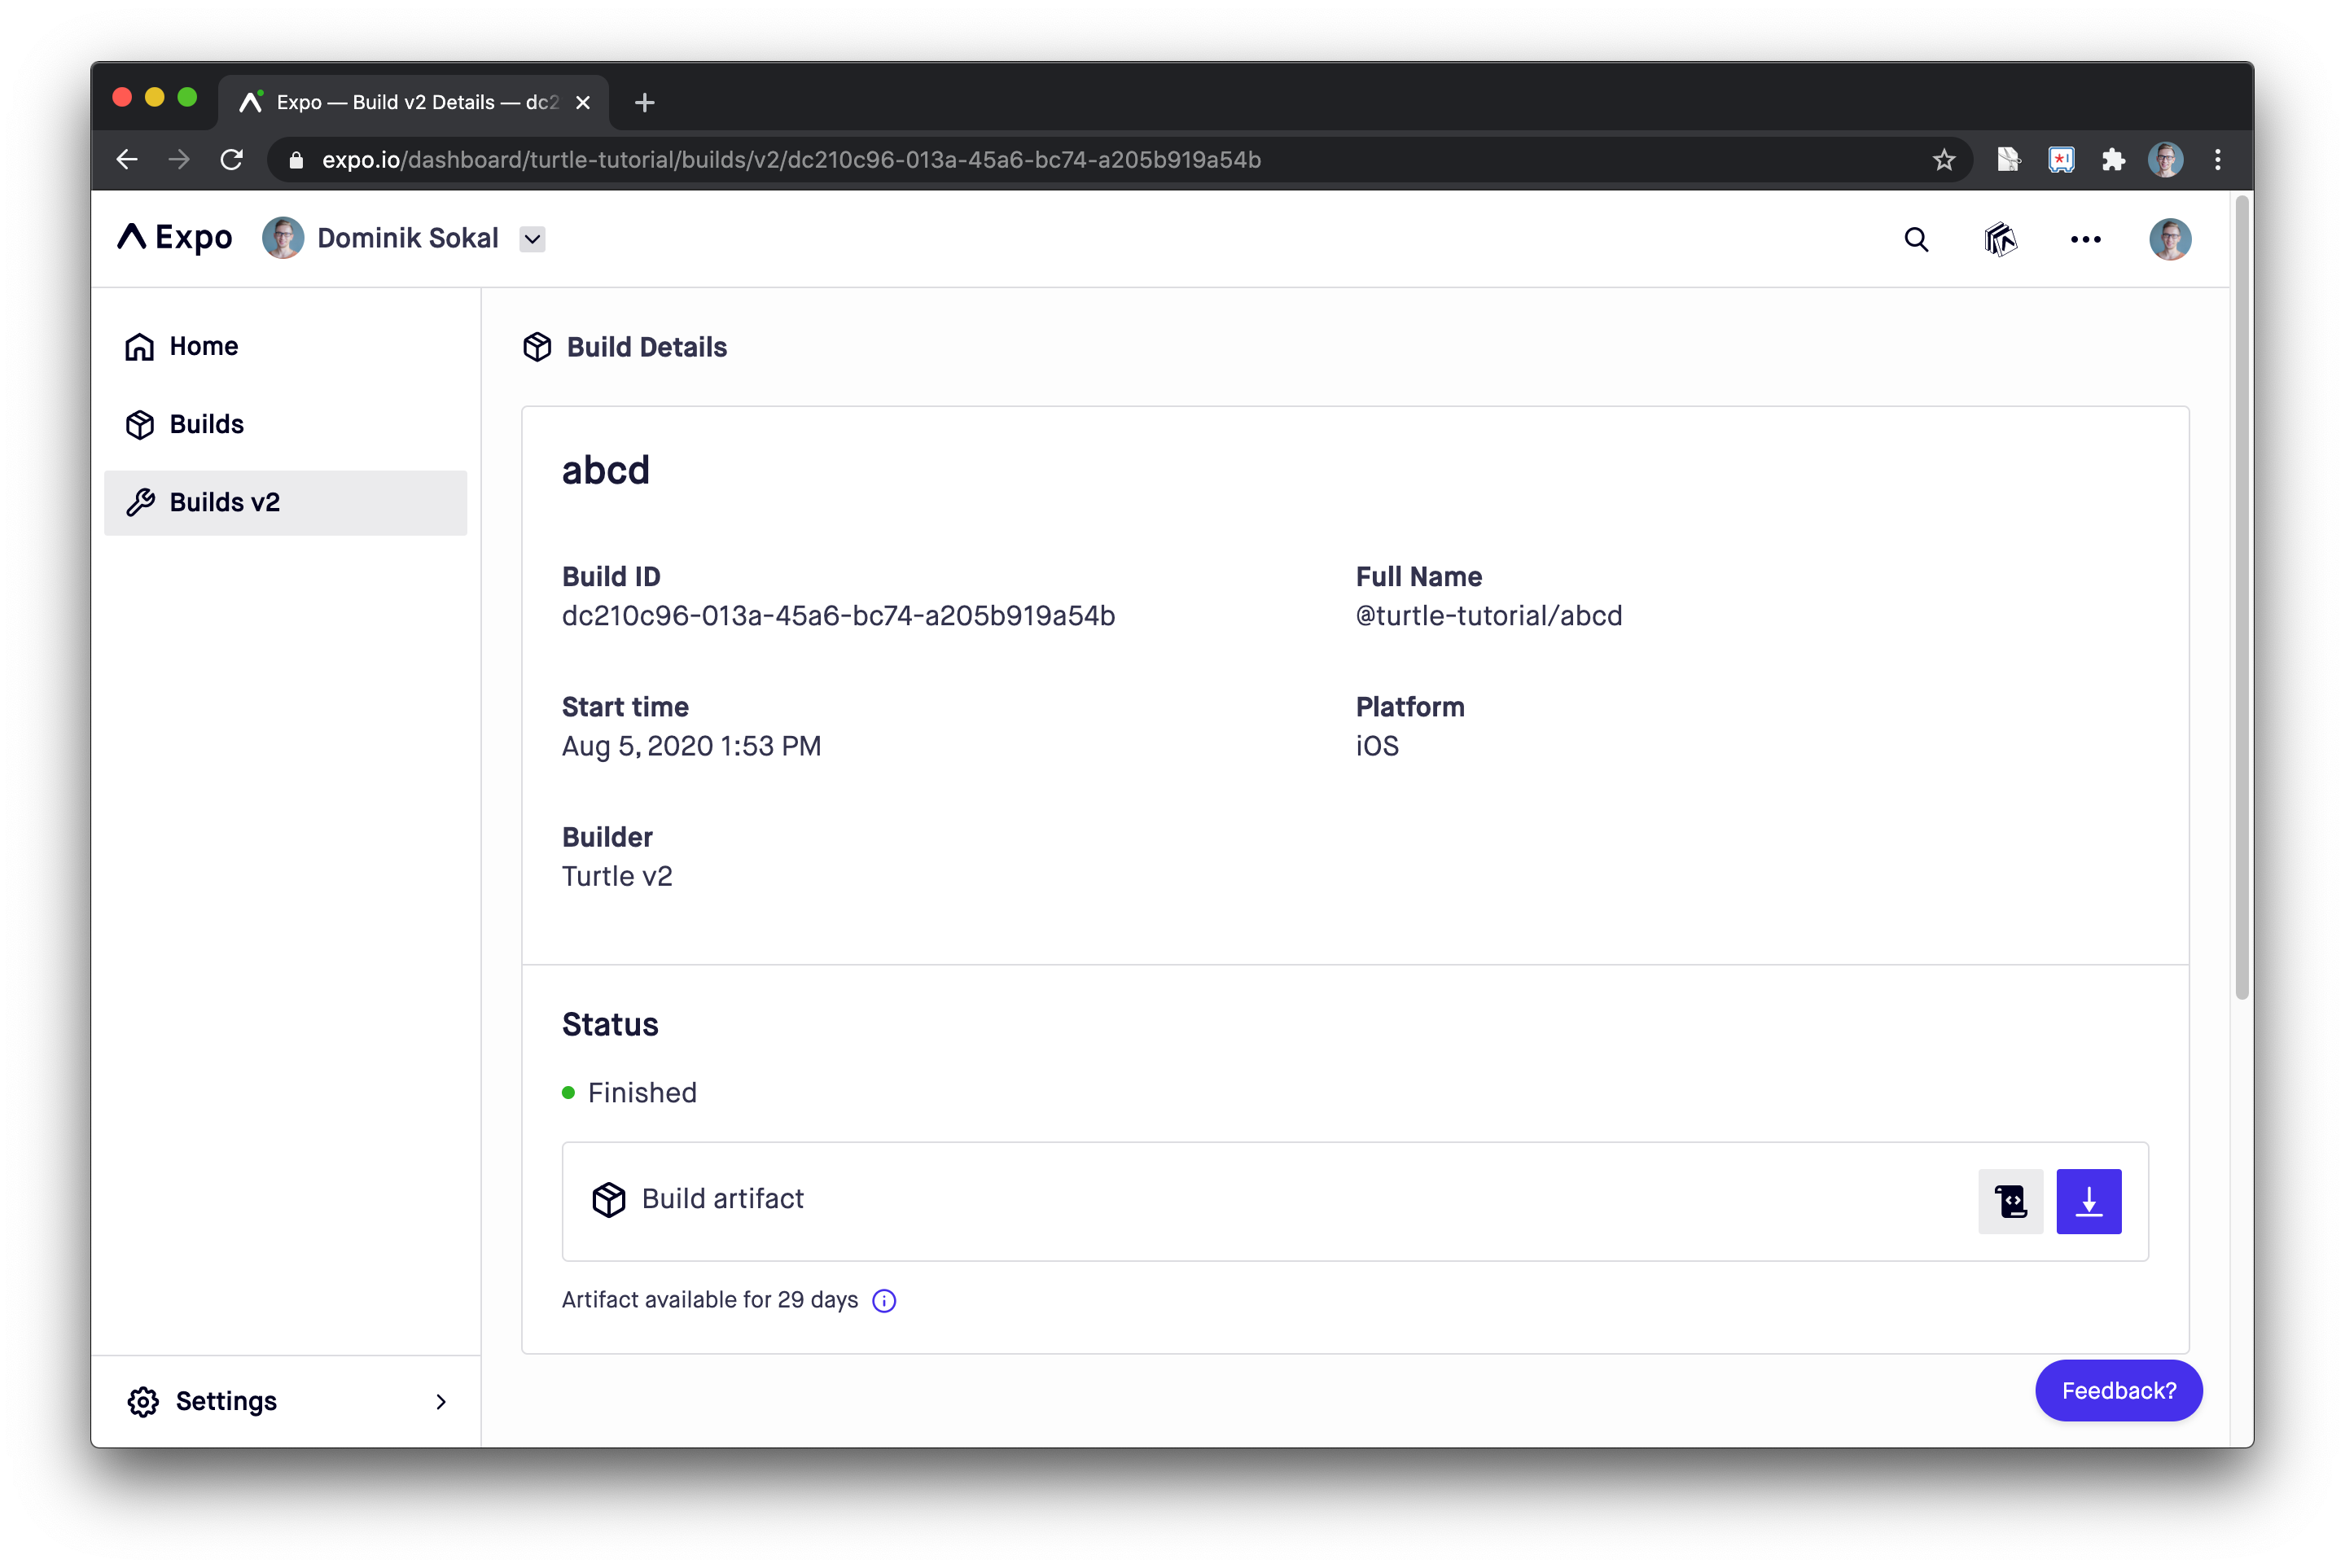 Expo — Build v2 Details — dc2
expo.io/dashboard/turtle-tutorial/builds/v2/dc210c96-013a-45a6-bc74-a205b919a54b
Expo Dominik Sokal
Home
Builds
Builds v2
Settings
Build Details
abcd
Build ID
dc210c96-013a-45a6-bc74-a205b919a54b
Full Name
@turtle-tutorial/abcd
Start time
Aug 5, 2020 1:53 PM
Platform
iOS
Builder
Turtle v2
Status
Finished
Build artifact
Artifact available for 29 days
Feedback?